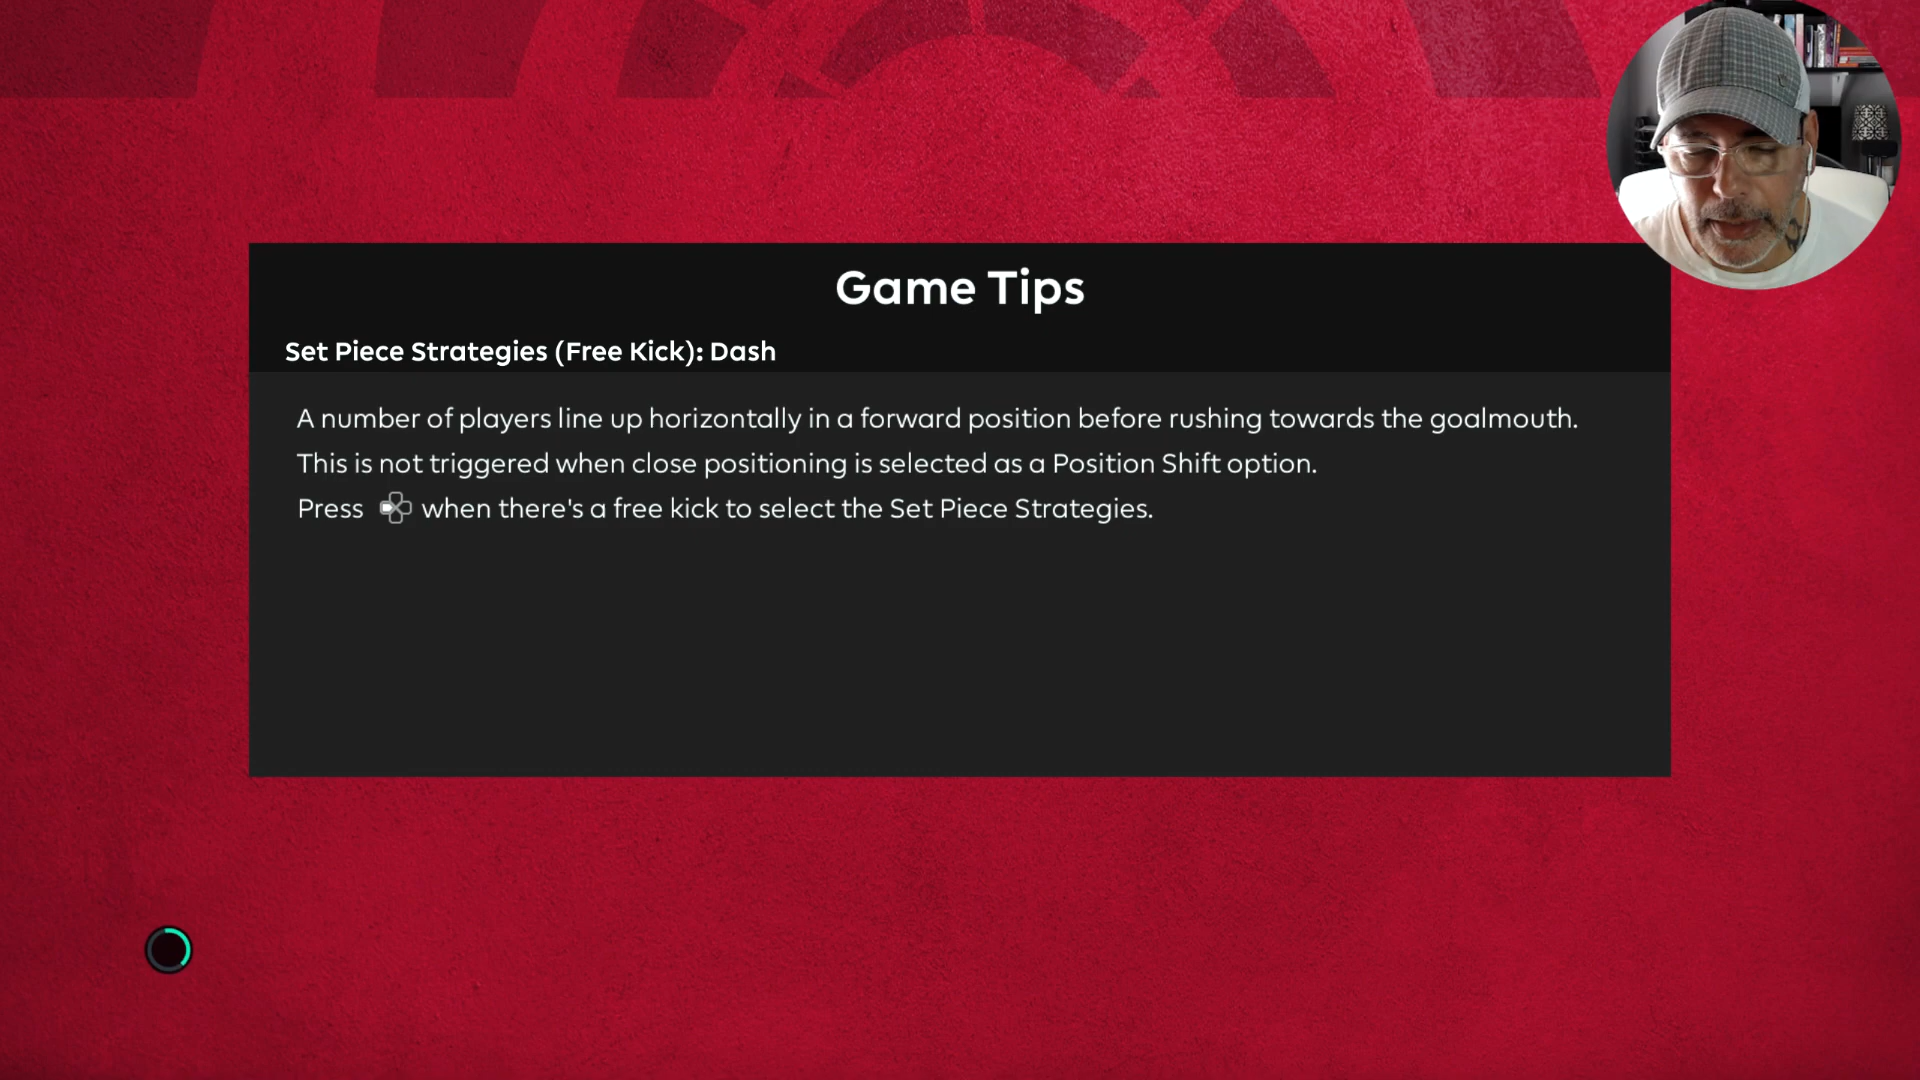 Game Tips
Set Piece Strategies (Free Kick): Dash
A number of players line up horizontally in a forward position before rushing towards the goalmouth.
This is not triggered when close positioning is selected as a Position Shift option.
Press when there's a free kick to select the Set Piece Strategies.